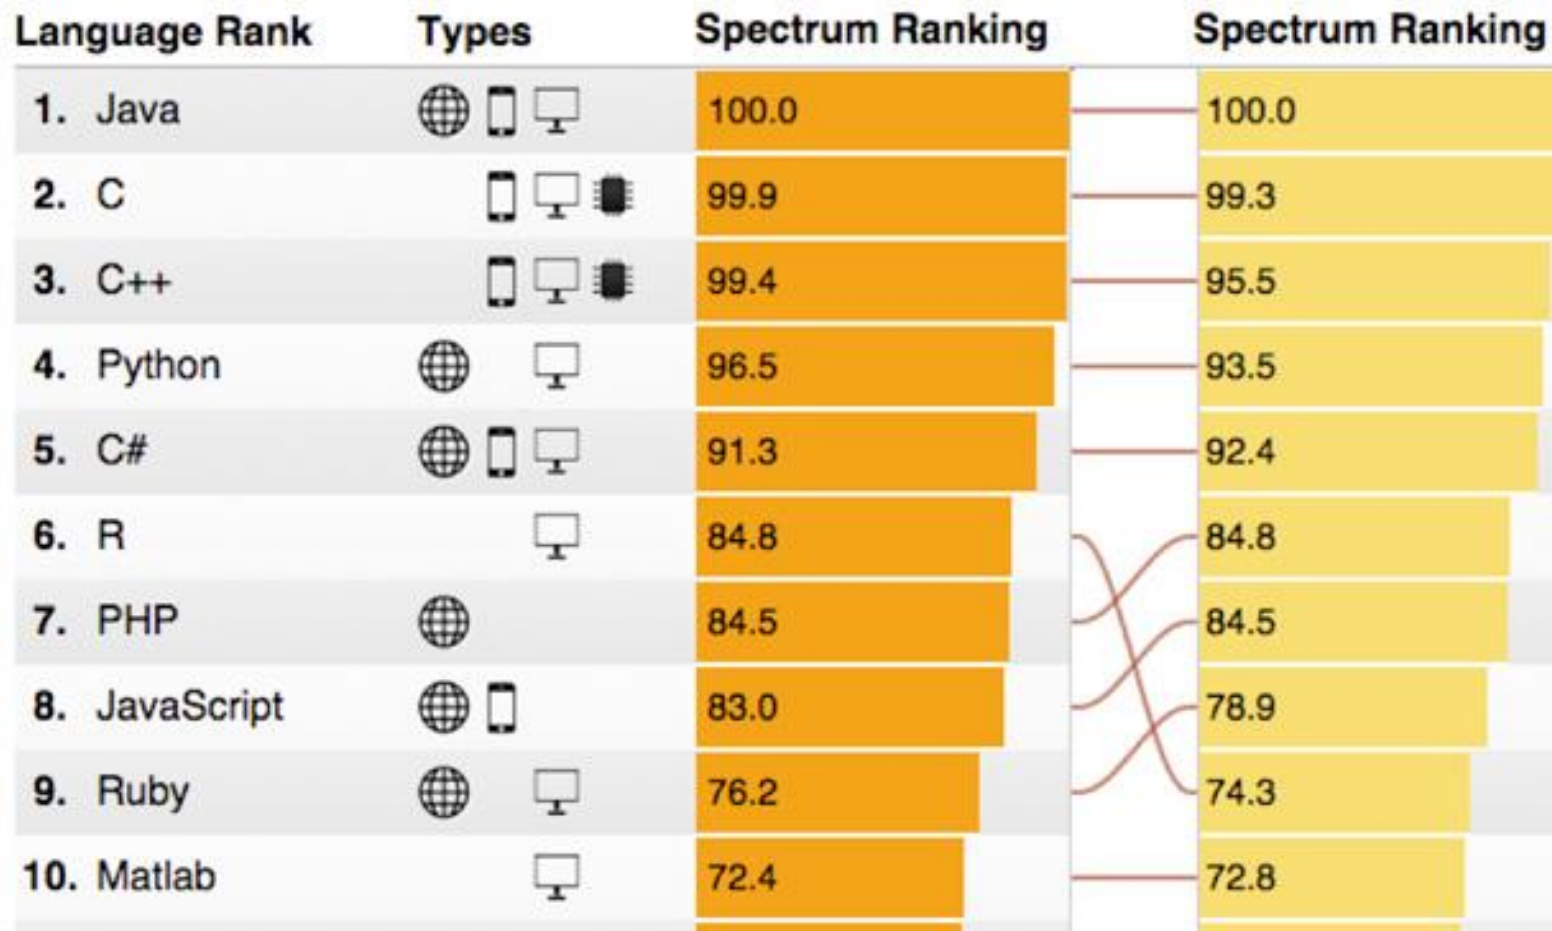 Language Rank Types Spectrum Ranking Spectrum Ranking
1. Java 100.0 100.0
2. C 99.9 99.3
3. C++ 99.4 95.5
4. Python 96.5 93.5
5. C# 91.3 92.4
6. R 84.8 84.8
7. PHP 84.5 84.5
8. JavaScript 83.0 78.9
9. Ruby 76.2 74.3
10. Matlab 72.4 72.8